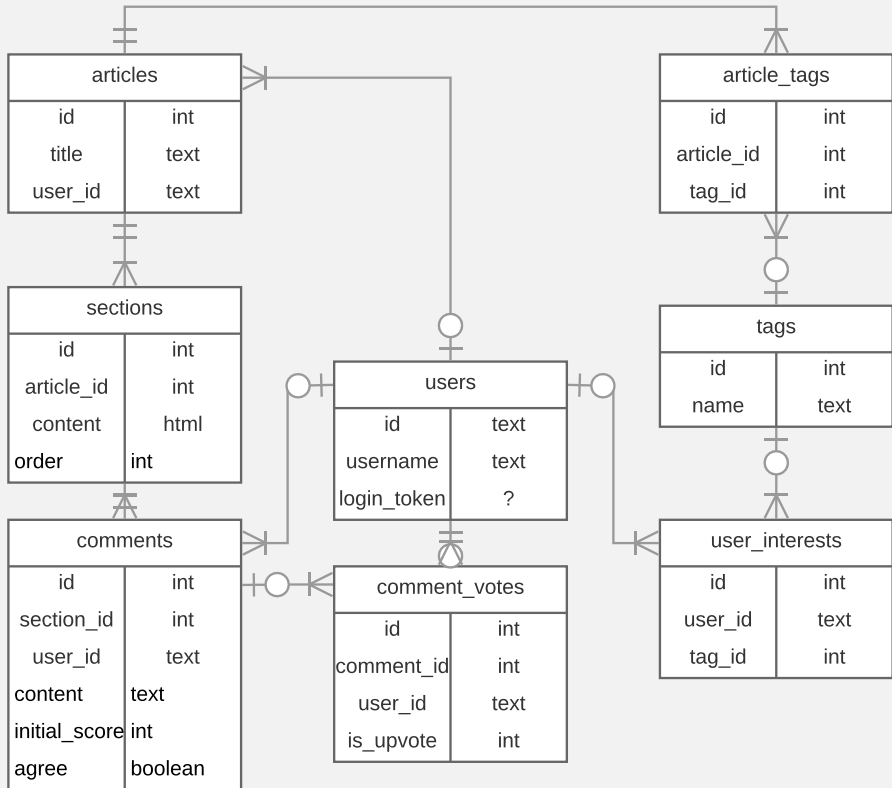 articles
id int
title text
user_id text
article_tags
id int
article_id int
tag_id int
sections
id int
article_id int
content html
order int
users
id text
username text
login_token ?
tags
id int
name text
comments
id int
section_id int
user_id text
content text
initial_score int
agree boolean
comment_votes
id int
comment_id int
user_id text
is_upvote int
user_interests
id int
user_id text
tag_id int